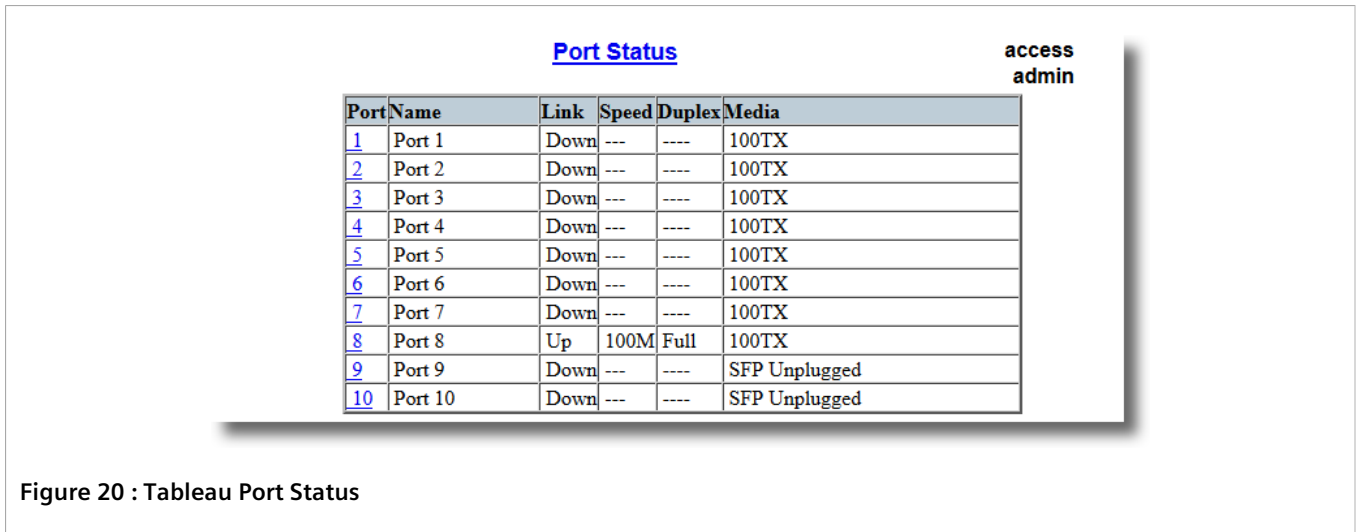 Port Status
access
admin
Port Name Link Speed Duplex Media
1 Port 1 Down --- ---- 100TX
2 Port 2 Down --- ---- 100TX
3 Port 3 Down --- ---- 100TX
4 Port 4 Down --- ---- 100TX
5 Port 5 Down --- ---- 100TX
6 Port 6 Down --- ---- 100TX
7 Port 7 Down --- ---- 100TX
8 Port 8 Up 100M Full 100TX
9 Port 9 Down --- ---- SFP Unplugged
10 Port 10 Down --- ---- SFP Unplugged
Figure 20 : Tableau Port Status